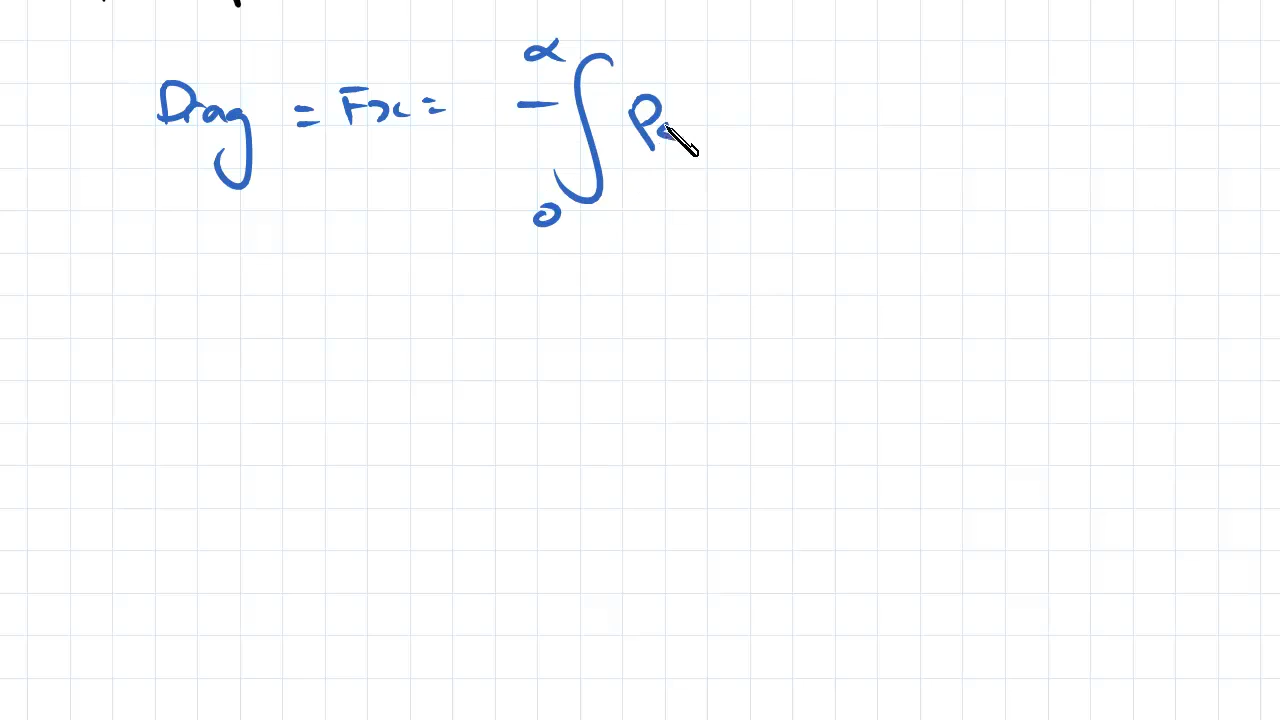 Drag = Fx = - ∫₀^α P